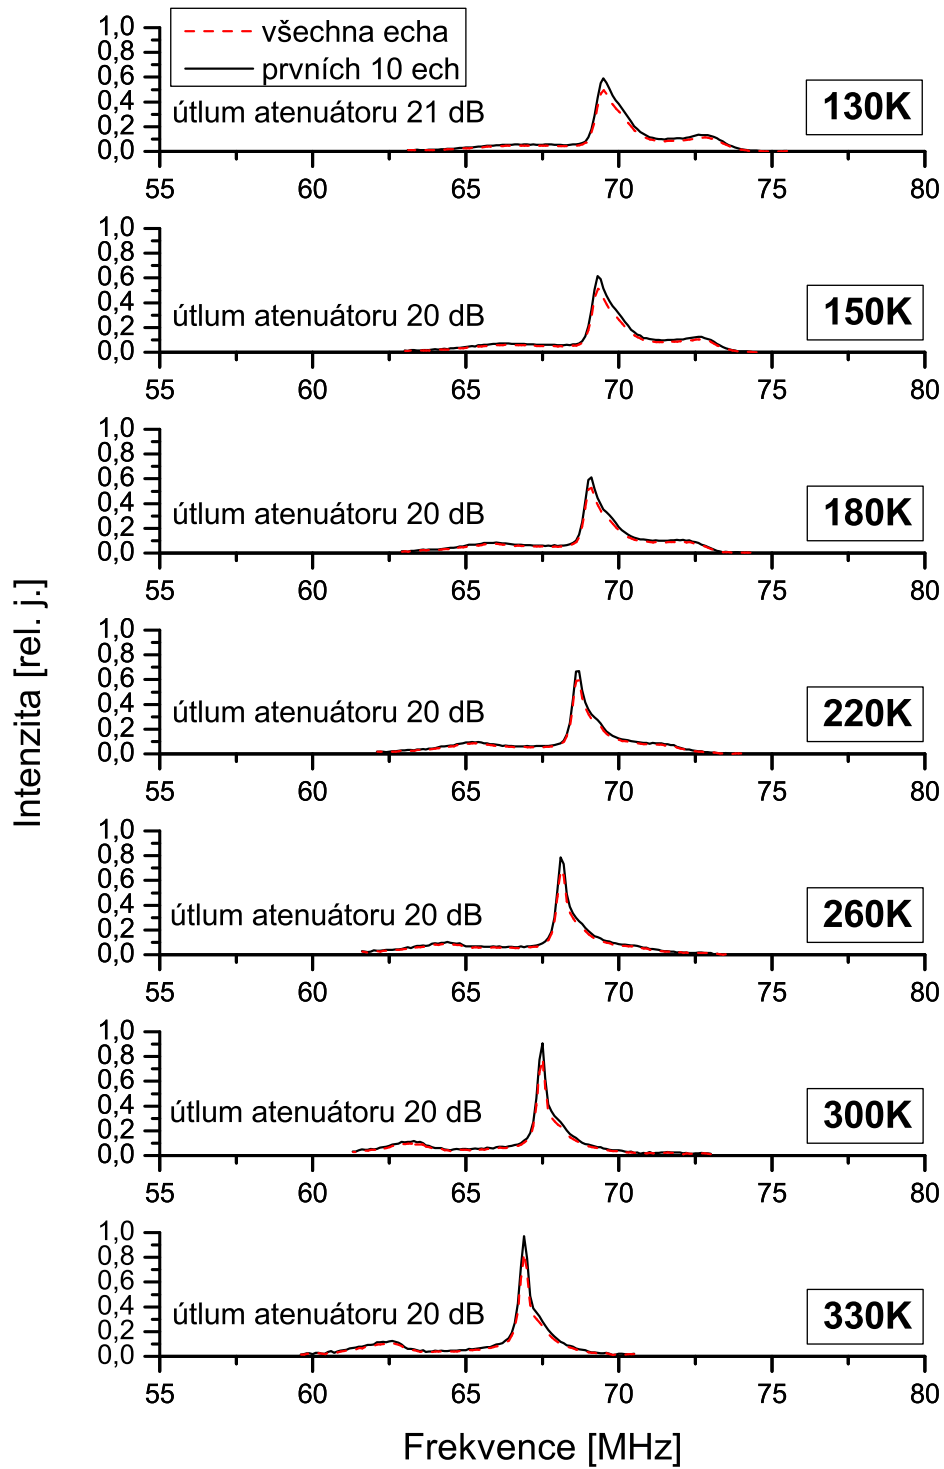 všechna echa
prvních 10 ech
1,0
0,8
0,6
0,4
0,2
0,0
útlum atenuátoru 21 dB
130K
55 60 65 70 75 80
1,0
0,8
0,6
0,4
0,2
0,0
útlum atenuátoru 20 dB
150K
55 60 65 70 75 80
1,0
0,8
0,6
0,4
0,2
0,0
útlum atenuátoru 20 dB
180K
55 60 65 70 75 80
Intenzita [rel. j.]
1,0
0,8
0,6
0,4
0,2
0,0
útlum atenuátoru 20 dB
220K
55 60 65 70 75 80
1,0
0,8
0,6
0,4
0,2
0,0
útlum atenuátoru 20 dB
260K
55 60 65 70 75 80
1,0
0,8
0,6
0,4
0,2
0,0
útlum atenuátoru 20 dB
300K
55 60 65 70 75 80
1,0
0,8
0,6
0,4
0,2
0,0
útlum atenuátoru 20 dB
330K
55 60 65 70 75 80
Frekvence [MHz]